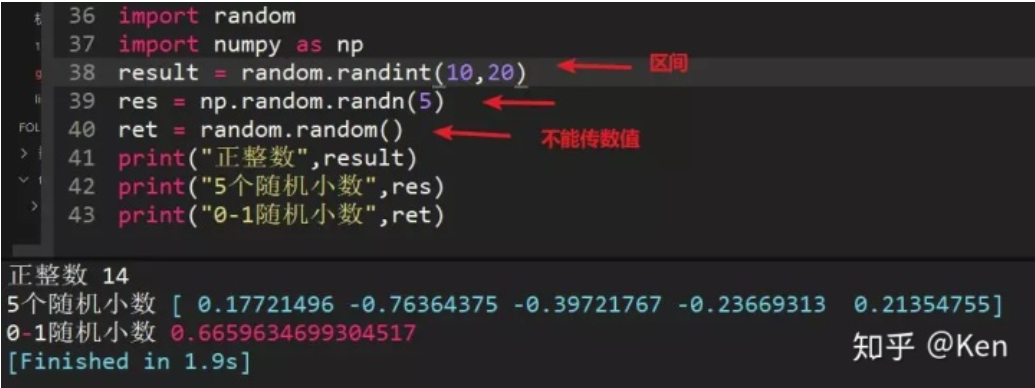 36 import random
37 import numpy as np
38 result = random.randint(10,20)
区间
39 res = np.random.randn(5)
40 ret = random.random()
不能传数值
FOL
41 print("正整数",result)
42 print("5个随机小数",res)
43 print("0-1随机小数",ret)
正整数 14
5个随机小数 [ 0.17721496 -0.76364375 -0.39721767 -0.23669313  0.21354755]
0-1随机小数 0.6659634699304517
[Finished in 1.9s]
知乎 @Ken